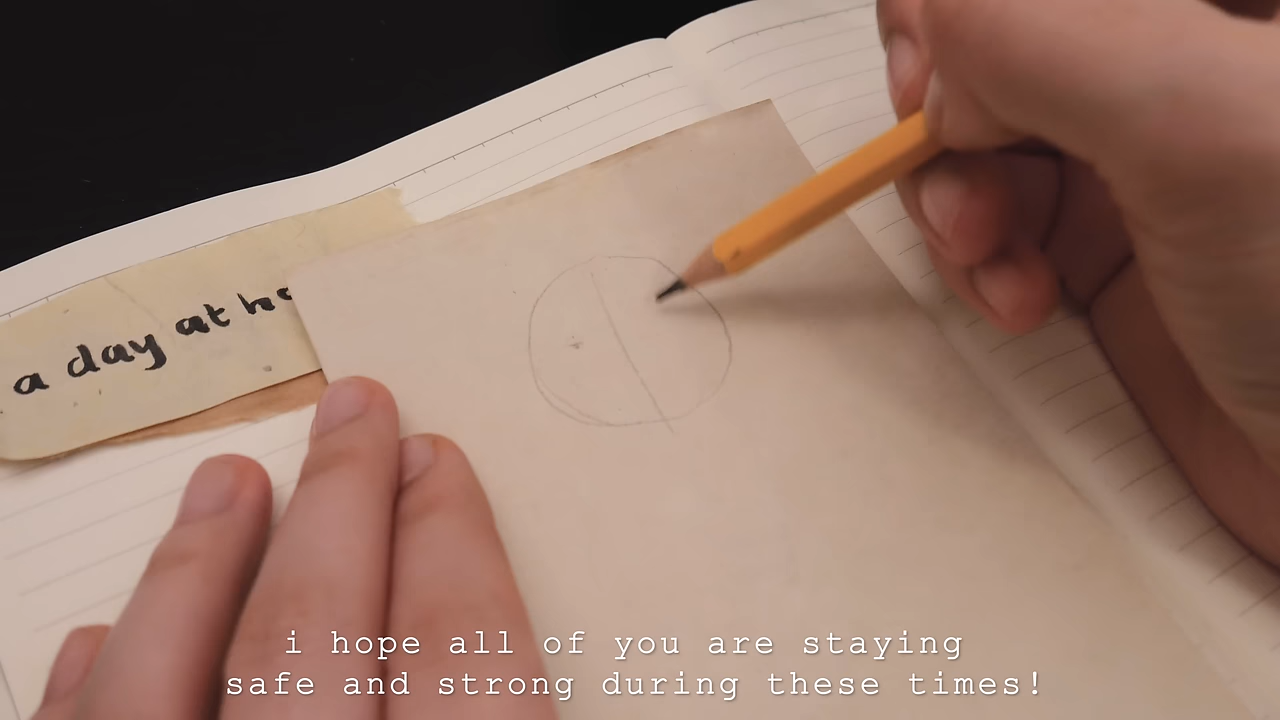 a day at
i hope all of you are staying
safe and strong during these times!